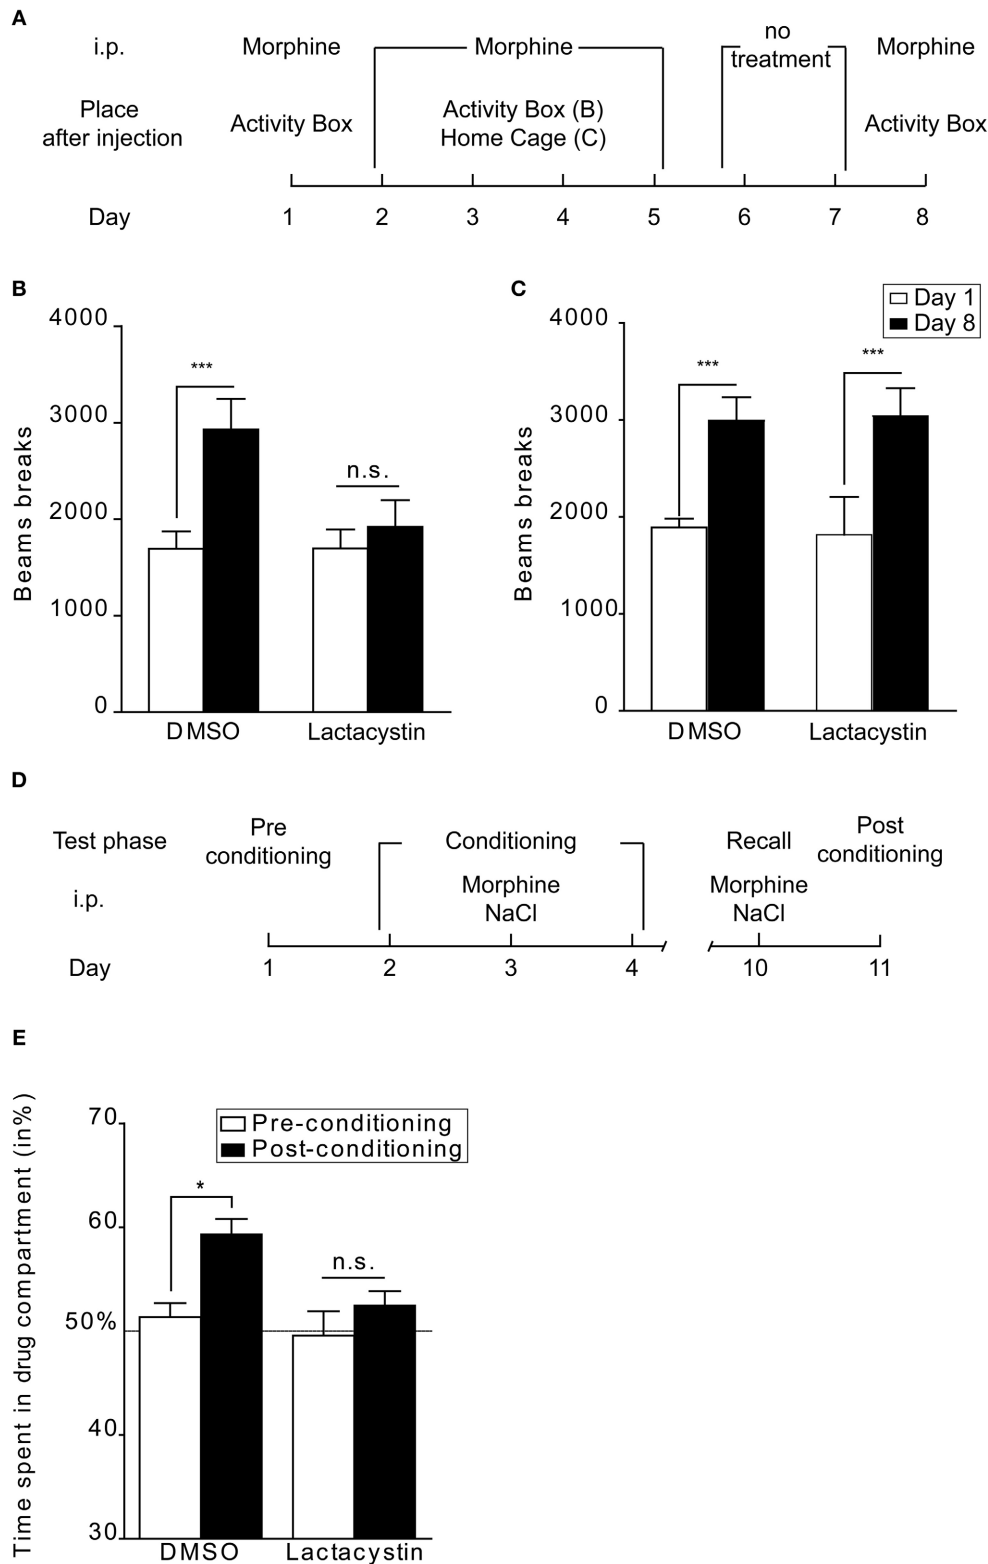 A
i.p.
Morphine
Morphine
no
treatment
Morphine
Place
after injection
Activity Box
Activity Box (B)
Home Cage (C)
Activity Box
Day
1 2 3 4 5 6 7 8
B
4000
3000
2000
1000
0
Beams breaks
***
n.s.
DMSO
Lactacystin
C
Day 1
Day 8
4000
3000
2000
1000
0
Beams breaks
***
***
DMSO
Lactacystin
D
Test phase
Pre
conditioning
Conditioning
Recall
Post
conditioning
i.p.
Morphine
NaCl
Morphine
NaCl
Day
1 2 3 4 10 11
E
Pre-conditioning
Post-conditioning
70
60
50%
40
30
Time spent in drug compartment (in%)
*
n.s.
DMSO
Lactacystin